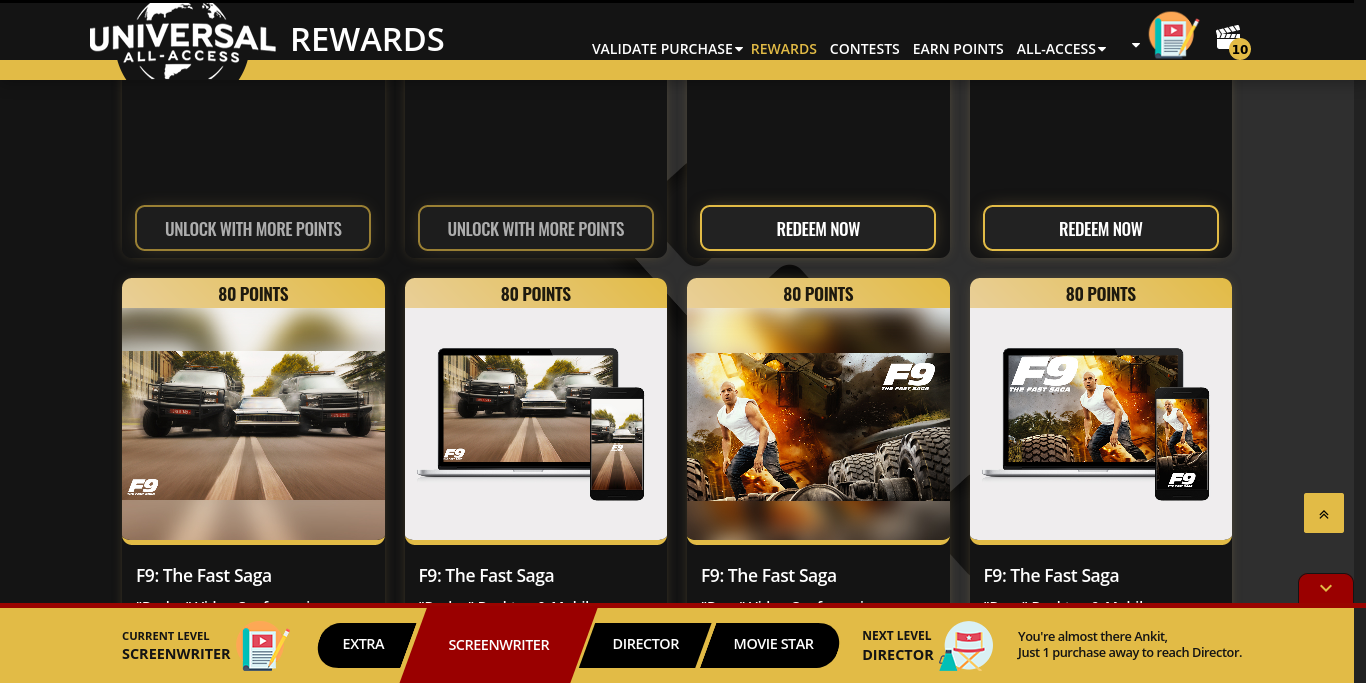 UNIVERSAL
ALL-ACCESS
REWARDS
VALIDATE PURCHASE
REWARDS
CONTESTS
EARN POINTS
ALL-ACCESS
10
UNLOCK WITH MORE POINTS
UNLOCK WITH MORE POINTS
REDEEM NOW
REDEEM NOW
80 POINTS
80 POINTS
80 POINTS
80 POINTS
F9
F9
F9
F9
THE FAST SAGA
F9
THE FAST SAGA
F9
F9: The Fast Saga
F9: The Fast Saga
F9: The Fast Saga
F9: The Fast Saga
CURRENT LEVEL
SCREENWRITER
EXTRA
SCREENWRITER
DIRECTOR
MOVIE STAR
NEXT LEVEL
DIRECTOR
You're almost there Ankit,
Just 1 purchase away to reach Director.